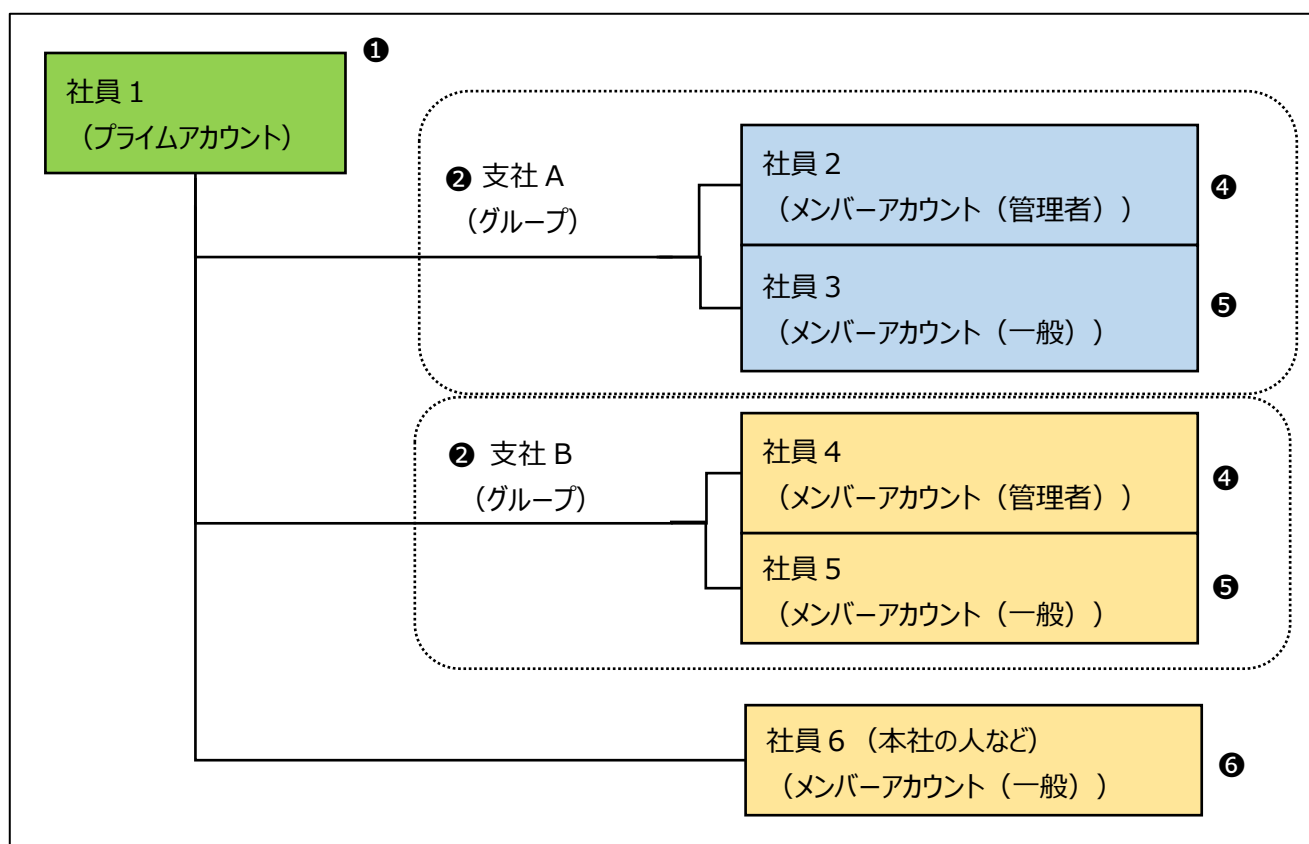 ❶
社員1
（プライムアカウント）
❷ 支社A
（グループ）
社員2
（メンバーアカウント（管理者））
❹
社員3
（メンバーアカウント（一般））
❺
❷ 支社B
（グループ）
社員4
（メンバーアカウント（管理者））
❹
社員5
（メンバーアカウント（一般））
❺
社員6（本社の人など）
（メンバーアカウント（一般））
❻